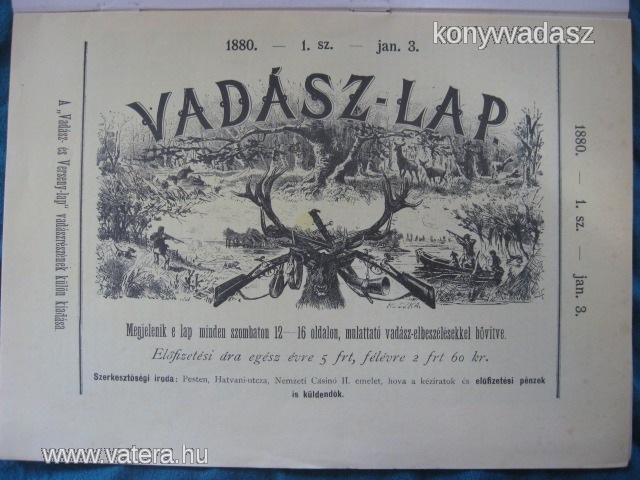 konywadasz
1880. — 1. sz. — jan. 3.
VADÁSZ-LAP
A „Vadász- és Verseny-lap" vadászrészének külön kiadása
1880. — 1. sz. — jan. 3.
Megjelenik e lap minden szombaton 12—16 oldalon, mulattató vadász-elbeszélésekkel bővitve.
Előfizetési ára egész évre 5 frt, félévre 2 frt 60 kr.
Szerkesztőségi iroda: Pesten, Hatvani-utcza, Nemzeti Casinó II. emelet, hova a kéziratok és előfizetési pénzek
is küldendők.
www.vatera.hu